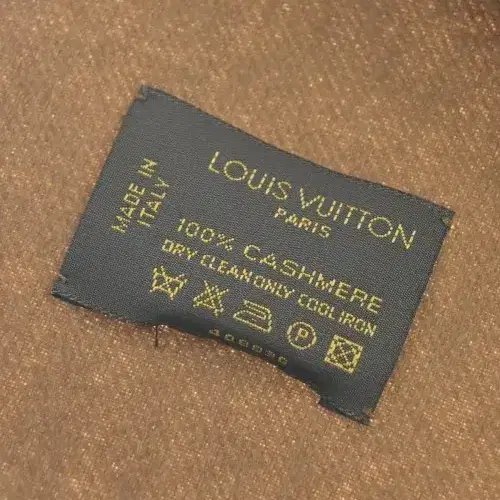 LOUIS VUITTON
PARIS
MADE IN
ITALY
100% CASHMERE
DRY CLEAN ONLY COOL IRON
P